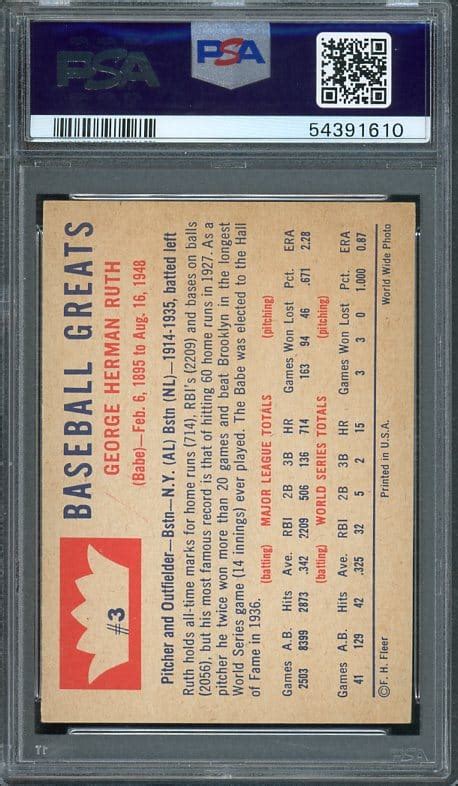 PSA
PSA
54391610
#3
BASEBALL GREATS
GEORGE HERMAN RUTH
(Babe)—Feb. 6, 1895 to Aug. 16, 1948
Pitcher and Outfielder—Bstn—N.Y. (AL) Bstn (NL)—1914-1935, batted left
Ruth holds all-time marks for home runs (714), RBI's (2209) and bases on balls
(2056), but his most famous record is that of hitting 60 home runs in 1927. As a
pitcher he twice won more than 20 games and beat Brooklyn in the longest
World Series game (14 innings) ever played. The Babe was elected to the Hall
of Fame in 1936.
(batting) MAJOR LEAGUE TOTALS (pitching)
Games A.B. Hits Ave. RBI 2B 3B HR Games Won Lost Pct. ERA
2503 8399 2873 .342 2209 506 136 714 163 94 46 .671 2.28
(batting) WORLD SERIES TOTALS (pitching)
Games A.B. Hits Ave. RBI 2B 3B HR Games Won Lost Pct. ERA
41 129 42 .325 32 5 2 15 3 3 0 1.000 0.87
©F. H. Fleer Printed in U.S.A. World Wide Photo
PSA